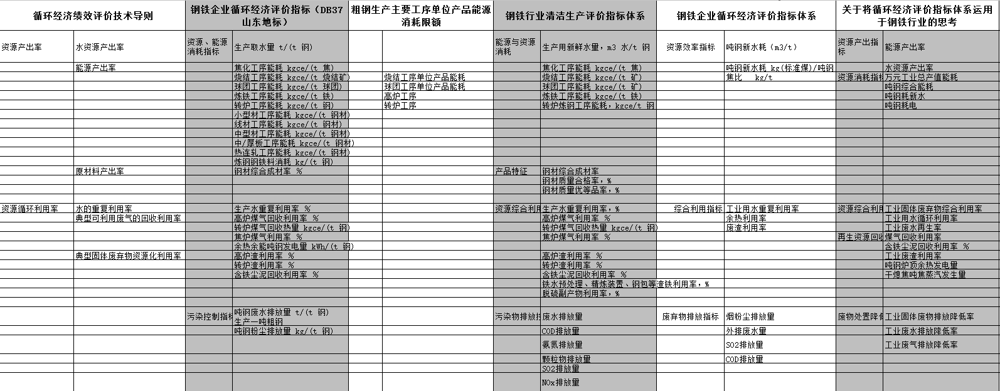 循环经济绩效评价技术导则 钢铁企业循环经济评价指标（DB37山东地标） 粗钢生产主要工序单位产品能源消耗限额 钢铁行业清洁生产评价指标体系 钢铁企业循环经济评价指标体系 关于将循环经济评价指标体系运用于钢铁行业的思考
资源产出率 水资源产出率 资源、能源消耗指标 生产取水量 t/(t 钢) 能源与资源消耗 生产用新鲜水量，m3 水/t 钢 资源效率指标 吨钢新水耗（m3/t） 资源产出指标 能源产出率
能源产出率 焦化工序能耗 kgce/(t 焦) 焦化工序能耗 kgce/(t 焦) 吨钢新水耗 kg(标准煤)/吨钢 水资源产出率
烧结工序能耗 kgce/(t 烧结矿) 烧结工序单位产品能耗 烧结工序能耗 kgce/(t 矿) 焦比 kg/t 资源消耗指标 万元工业总产值能耗
球团工序能耗 kgce/(t 球团) 球团工序单位产品能耗 球团工序能耗 kgce/(t 矿) 吨钢综合能耗
炼铁工序能耗 kgce/(t 铁) 高炉工序 炼铁工序能耗 kgce/(t 铁) 吨钢耗新水
转炉工序能耗 kgce/(t 钢) 转炉工序 转炉炼钢工序能耗，kgce/t 钢 吨钢耗电
小型材工序能耗 kgce/(t 钢材)
线材工序能耗 kgce/(t 钢材)
中型材工序能耗 kgce/(t 钢材)
中/厚板工序能耗 kgce/(t 钢材)
热连轧工序能耗 kgce/(t 钢材)
炼钢钢铁料消耗 kg/(t 钢)
原材料产出率 钢材综合成材率 % 产品特征 钢材综合成材率
钢材质量合格率，%
钢材质量优等品率，%
资源循环利用率 水的重复利用率 生产水重复利用率 % 资源综合利用 生产水重复利用率，% 综合利用指标 工业用水重复利用率 资源综合利用 工业固体废弃物综合利用率
典型可利用废气的回收利用率 高炉煤气回收利用率 % 高炉煤气利用率 % 余热利用率 工业用水循环利用率
转炉煤气回收热量 kgce/(t 钢) 转炉煤气回收热量 kgce/(t 钢) 废渣利用率 工业废水再生率
焦炉煤气利用率 % 焦炉煤气利用率 % 再生资源回收 煤气回收利用率
余热余能吨钢发电量 kWh/(t 钢) 含铁尘泥回收利用率 %
典型固体废弃物资源化利用率 高炉渣利用率 % 高炉渣利用率 % 工业废渣利用率
转炉渣利用率 % 转炉渣利用率 % 吨钢炉顶余热发电量
含铁尘泥回收利用率 % 含铁尘泥回收利用率 % 干熄焦吨焦蒸汽发生量
铁水预处理、精炼装置、钢包等渣铁利用率，%
脱硫副产物利用率，%
污染控制指标 吨钢废水排放量 t/(t 钢) 生产一吨粗钢 污染物排放控 废水排放量 废弃物排放指标 烟粉尘排放量 废物处置降低 工业固体废物排放降低率
吨钢粉尘排放量 kg/(t 钢) COD排放量 外排废水量 工业废水排放降低率
氨氮排放量 SO2排放量 工业废气排放降低率
颗粒物排放量 COD排放量
SO2排放量
NOx排放量